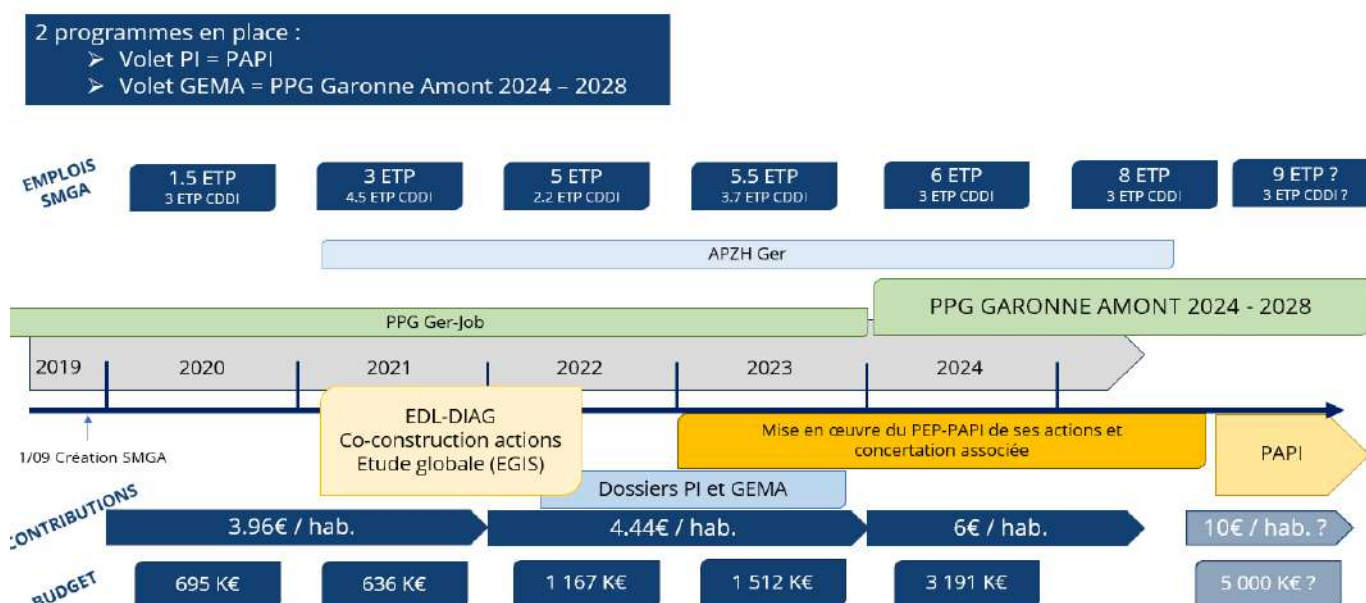 2 programmes en place :
➢ Volet PI = PAPI
➢ Volet GEMA = PPG Garonne Amont 2024 – 2028
EMPLOIS
SMGA
1.5 ETP
3 ETP CDDI
3 ETP
4.5 ETP CDDI
5 ETP
2.2 ETP CDDI
5.5 ETP
3.7 ETP CDDI
6 ETP
3 ETP CDDI
8 ETP
3 ETP CDDI
9 ETP ?
3 ETP CDDI ?
APZH Ger
PPG GARONNE AMONT 2024 - 2028
PPG Ger-Job
2019
2020
2021
2022
2023
2024
1/09 Création SMGA
EDL-DIAG
Co-construction actions
Etude globale (EGIS)
Mise en œuvre du PEP-PAPI de ses actions et
concertation associée
PAPI
Dossiers PI et GEMA
CONTRIBUTIONS
3.96€ / hab.
4.44€ / hab.
6€ / hab.
10€ / hab. ?
BUDGET
695 K€
636 K€
1 167 K€
1 512 K€
3 191 K€
5 000 K€ ?